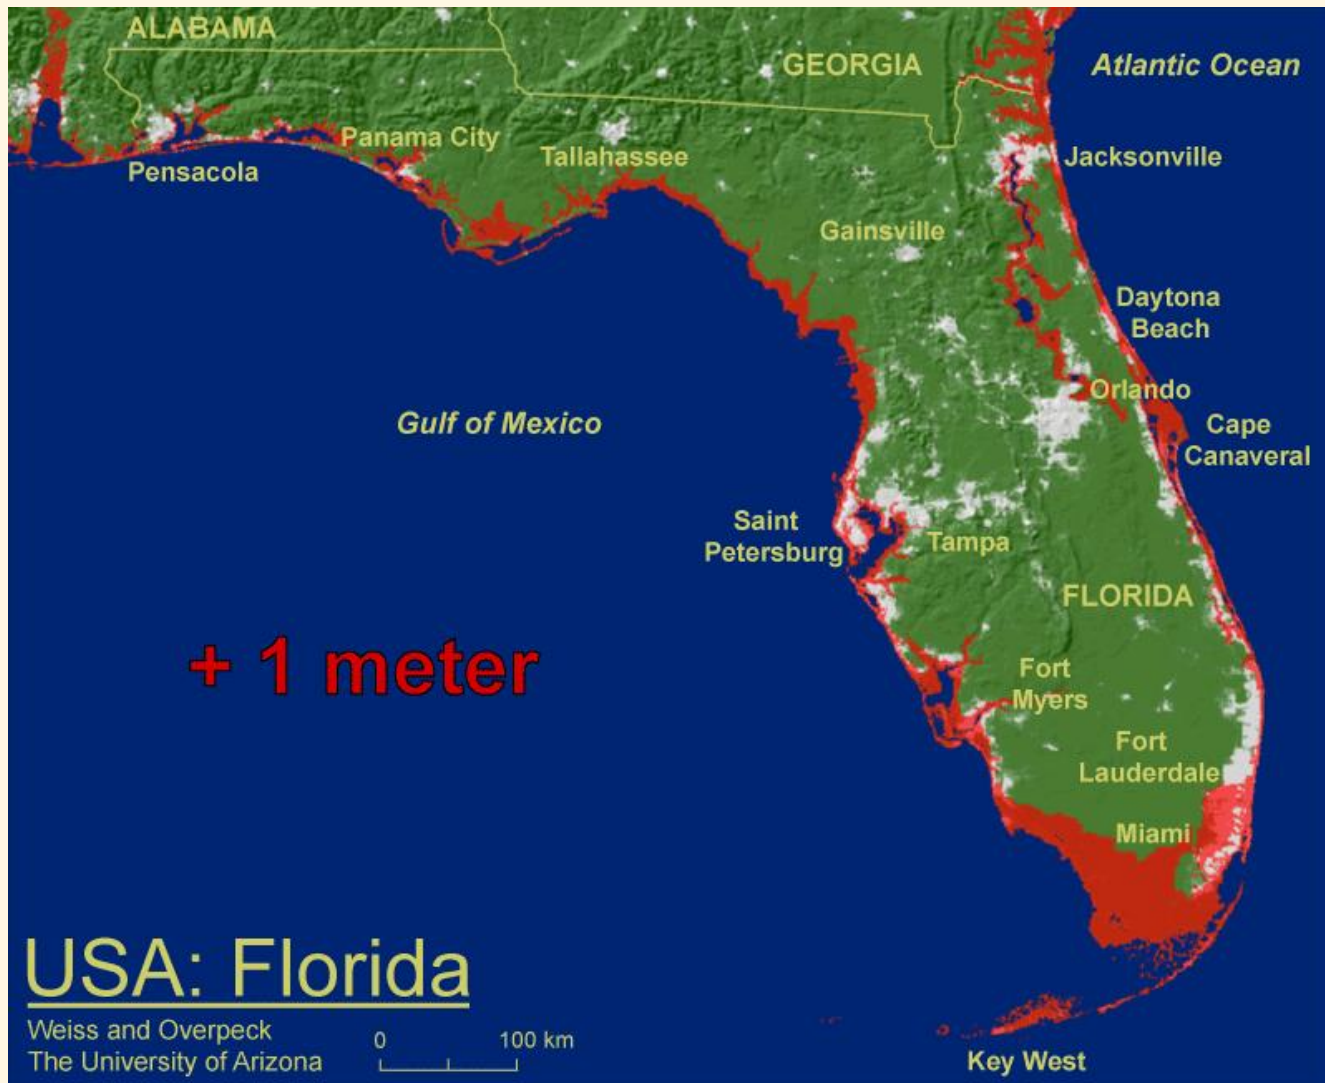 ALABAMA
GEORGIA
Atlantic Ocean
Panama City
Tallahassee
Jacksonville
Pensacola
Gainsville
Daytona
Beach
Orlando
Gulf of Mexico
Cape
Canaveral
Saint
Petersburg
Tampa
FLORIDA
+ 1 meter
Fort
Myers
Fort
Lauderdale
Miami
USA: Florida
Weiss and Overpeck
The University of Arizona
0 100 km
Key West